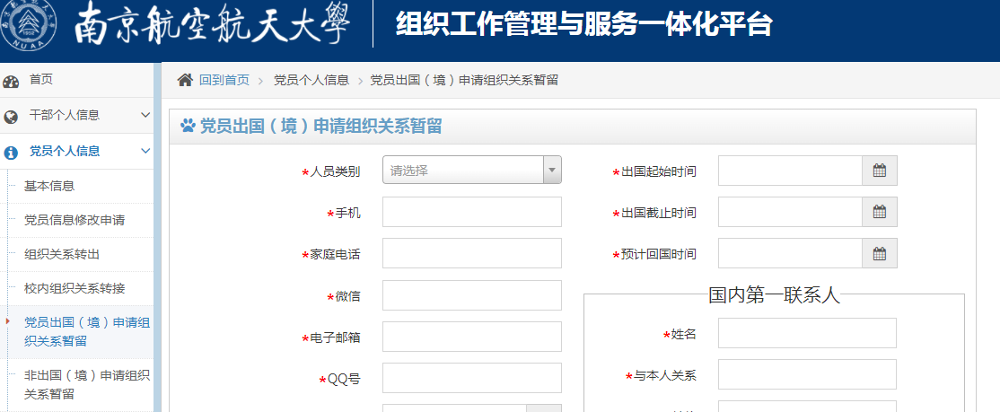 南京航空航天大學
组织工作管理与服务一体化平台
NUAA
1952
首页
干部个人信息
党员个人信息
基本信息
党员信息修改申请
组织关系转出
校内组织关系转接
党员出国（境）申请组
织关系暂留
非出国（境）申请组织
关系暂留
回到首页
党员个人信息
党员出国（境）申请组织关系暂留
党员出国（境）申请组织关系暂留
*人员类别 请选择 *出国起始时间
*手机 *出国截止时间
*家庭电话 *预计回国时间
*微信
国内第一联系人
*电子邮箱 *姓名
*QQ号 *与本人关系